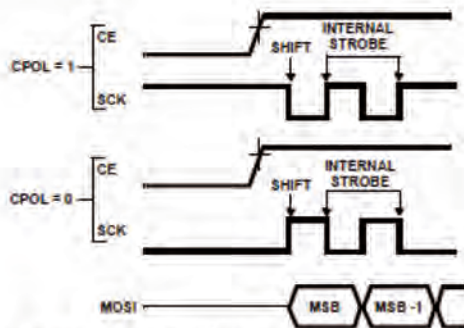 CE
INTERNAL
STROBE
SHIFT
CPOL = 1
SCK
CE
INTERNAL
STROBE
SHIFT
CPOL = 0
SCK
MOSI
MSB
MSB -1